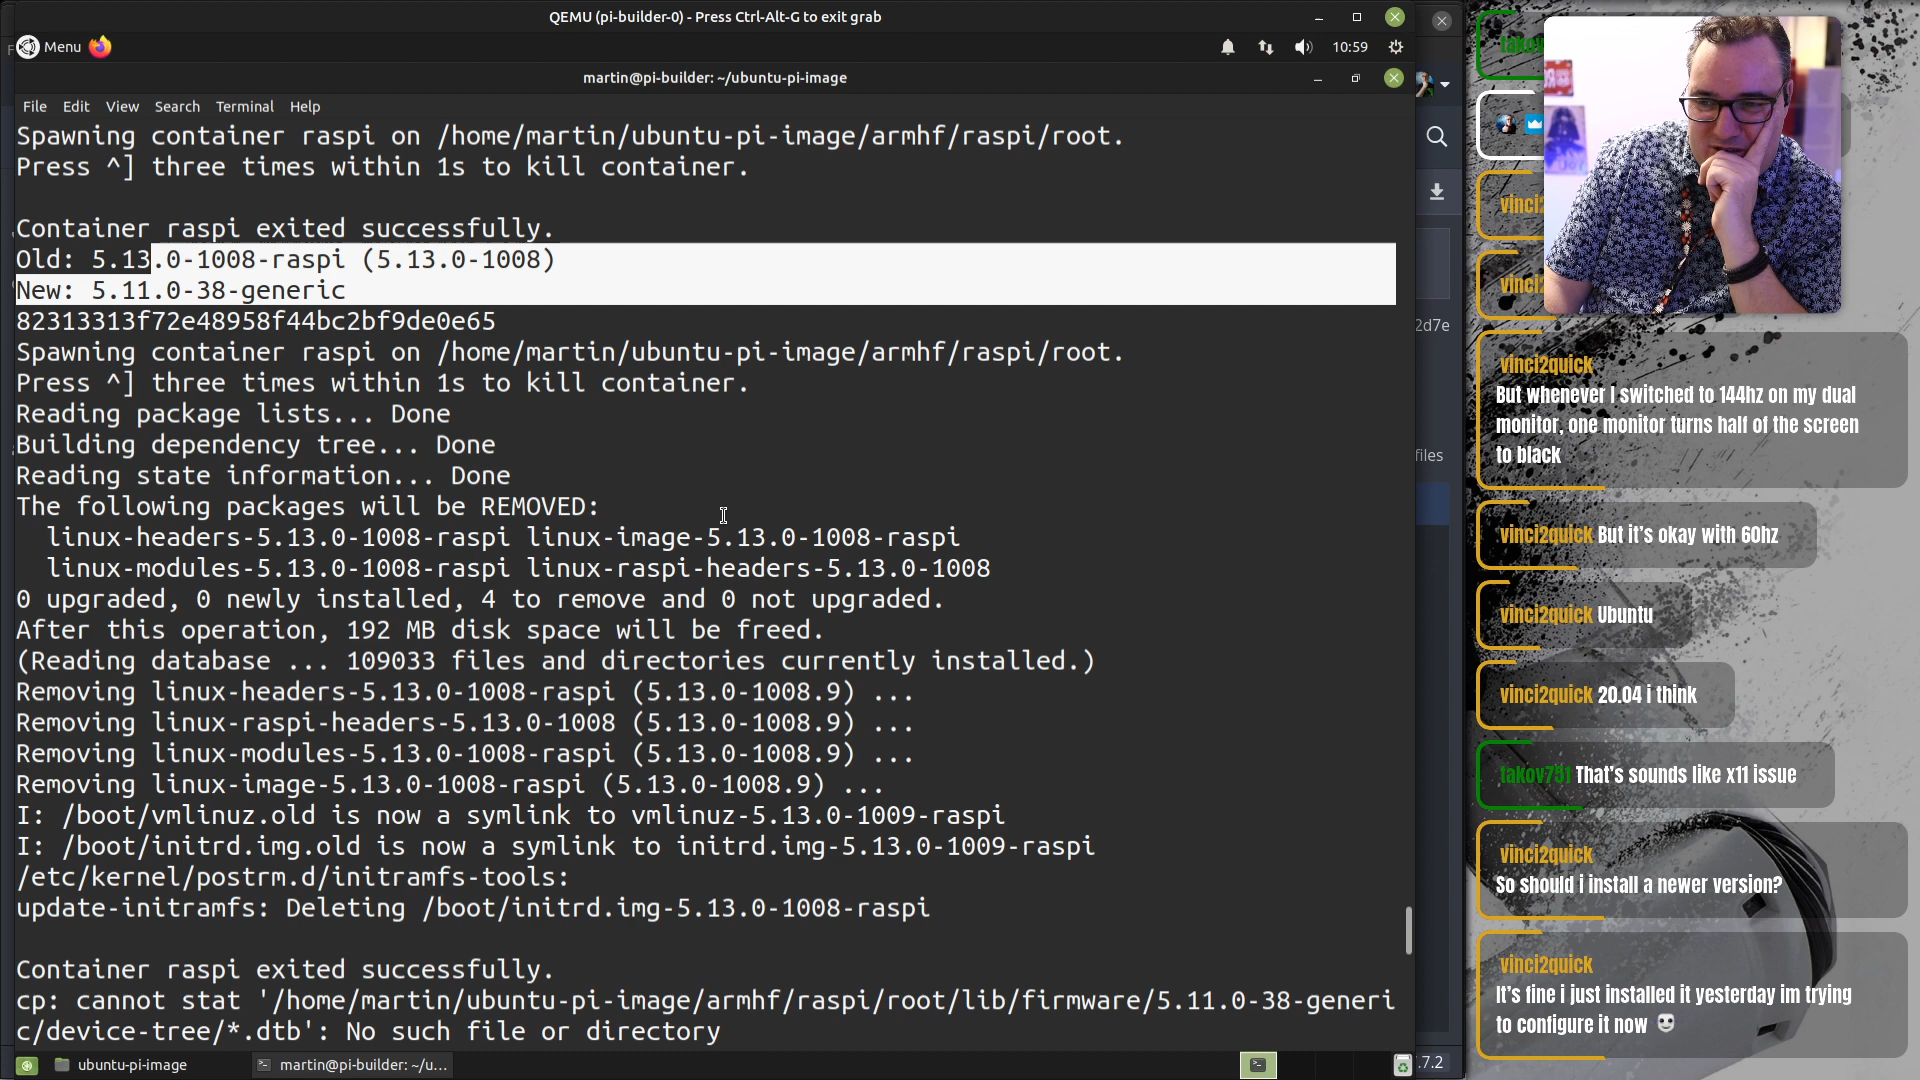 QEMU (pi-builder-0) - Press Ctrl-Alt-G to exit grab
Menu
10:59
martin@pi-builder: ~/ubuntu-pi-image
File Edit View Search Terminal Help
Spawning container raspi on /home/martin/ubuntu-pi-image/armhf/raspi/root.
Press ^] three times within 1s to kill container.
Container raspi exited successfully.
Old: 5.13.0-1008-raspi (5.13.0-1008)
New: 5.11.0-38-generic
82313313f72e48958f44bc2bf9de0e65
Spawning container raspi on /home/martin/ubuntu-pi-image/armhf/raspi/root.
Press ^] three times within 1s to kill container.
Reading package lists... Done
Building dependency tree... Done
Reading state information... Done
The following packages will be REMOVED:
linux-headers-5.13.0-1008-raspi linux-image-5.13.0-1008-raspi
linux-modules-5.13.0-1008-raspi linux-raspi-headers-5.13.0-1008
0 upgraded, 0 newly installed, 4 to remove and 0 not upgraded.
After this operation, 192 MB disk space will be freed.
(Reading database ... 109033 files and directories currently installed.)
Removing linux-headers-5.13.0-1008-raspi (5.13.0-1008.9) ...
Removing linux-raspi-headers-5.13.0-1008 (5.13.0-1008.9) ...
Removing linux-modules-5.13.0-1008-raspi (5.13.0-1008.9) ...
Removing linux-image-5.13.0-1008-raspi (5.13.0-1008.9) ...
I: /boot/vmlinuz.old is now a symlink to vmlinuz-5.13.0-1009-raspi
I: /boot/initrd.img.old is now a symlink to initrd.img-5.13.0-1009-raspi
/etc/kernel/postrm.d/initramfs-tools:
update-initramfs: Deleting /boot/initrd.img-5.13.0-1008-raspi
Container raspi exited successfully.
cp: cannot stat '/home/martin/ubuntu-pi-image/armhf/raspi/root/lib/firmware/5.11.0-38-generi
c/device-tree/*.dtb': No such file or directory
ubuntu-pi-image
martin@pi-builder: ~/u...
2d7e
files
.7.2
vinci2quick
But whenever I switched to 144hz on my dual
monitor, one monitor turns half of the screen
to black
vinci2quick But it's okay with 60hz
vinci2quick Ubuntu
vinci2quick 20.04 i think
takov751 That's sounds like x11 issue
vinci2quick
So should i install a newer version?
vinci2quick
It's fine i just installed it yesterday im trying
to configure it now